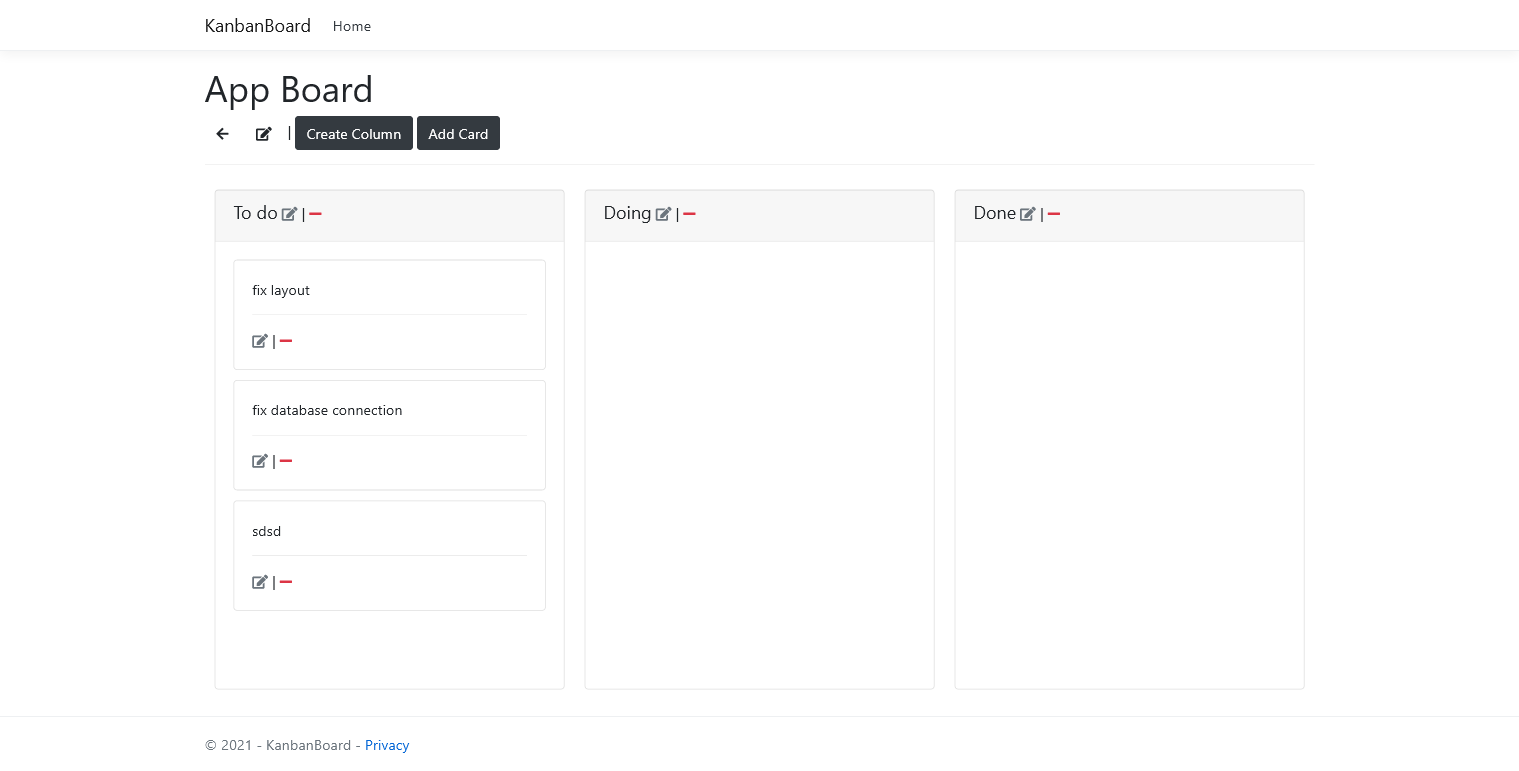 KanbanBoard Home
App Board
| Create Column Add Card
To do |
fix layout
|
fix database connection
|
sdsd
|
Doing |
Done |
© 2021 - KanbanBoard - Privacy